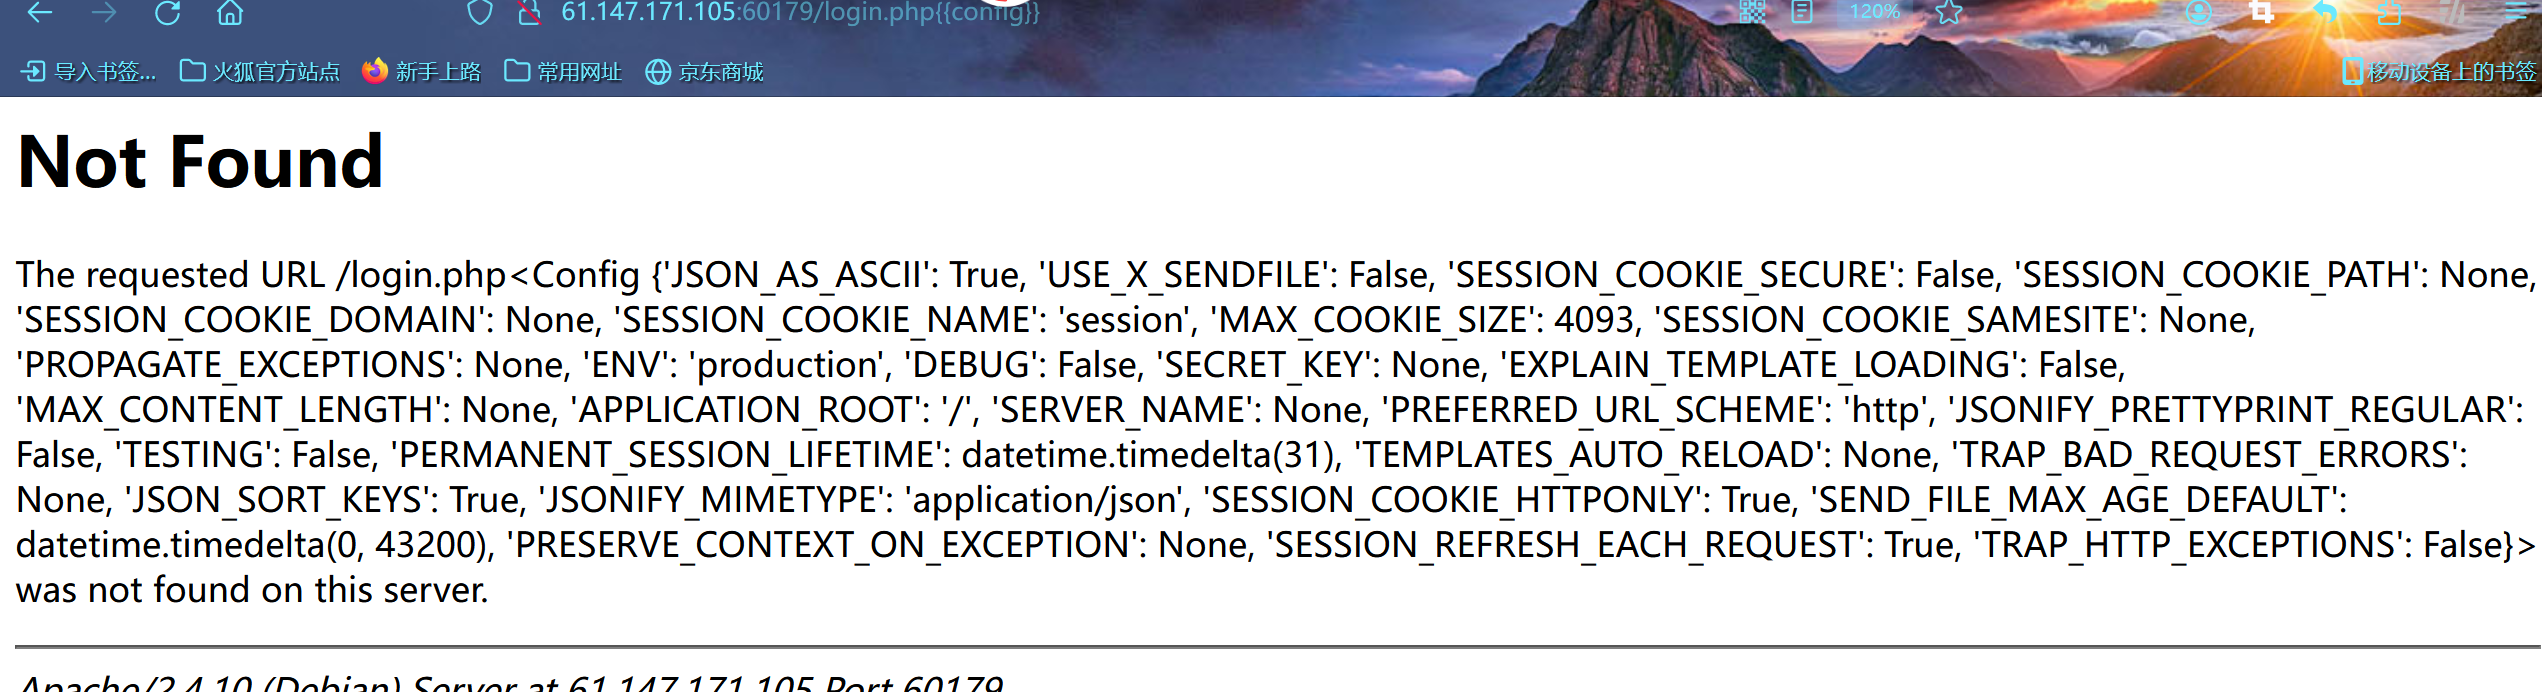 61.147.171.105:60179/login.php{{config}}
120%
导入书签... 火狐官方站点 新手上路 常用网址 京东商城 移动设备上的书签
Not Found
The requested URL /login.php<Config {'JSON_AS_ASCII': True, 'USE_X_SENDFILE': False, 'SESSION_COOKIE_SECURE': False, 'SESSION_COOKIE_PATH': None,
'SESSION_COOKIE_DOMAIN': None, 'SESSION_COOKIE_NAME': 'session', 'MAX_COOKIE_SIZE': 4093, 'SESSION_COOKIE_SAMESITE': None,
'PROPAGATE_EXCEPTIONS': None, 'ENV': 'production', 'DEBUG': False, 'SECRET_KEY': None, 'EXPLAIN_TEMPLATE_LOADING': False,
'MAX_CONTENT_LENGTH': None, 'APPLICATION_ROOT': '/', 'SERVER_NAME': None, 'PREFERRED_URL_SCHEME': 'http', 'JSONIFY_PRETTYPRINT_REGULAR':
False, 'TESTING': False, 'PERMANENT_SESSION_LIFETIME': datetime.timedelta(31), 'TEMPLATES_AUTO_RELOAD': None, 'TRAP_BAD_REQUEST_ERRORS':
None, 'JSON_SORT_KEYS': True, 'JSONIFY_MIMETYPE': 'application/json', 'SESSION_COOKIE_HTTPONLY': True, 'SEND_FILE_MAX_AGE_DEFAULT':
datetime.timedelta(0, 43200), 'PRESERVE_CONTEXT_ON_EXCEPTION': None, 'SESSION_REFRESH_EACH_REQUEST': True, 'TRAP_HTTP_EXCEPTIONS': False}>
was not found on this server.
Apache/2.4.10 (Debian) Server at 61.147.171.105 Port 60179